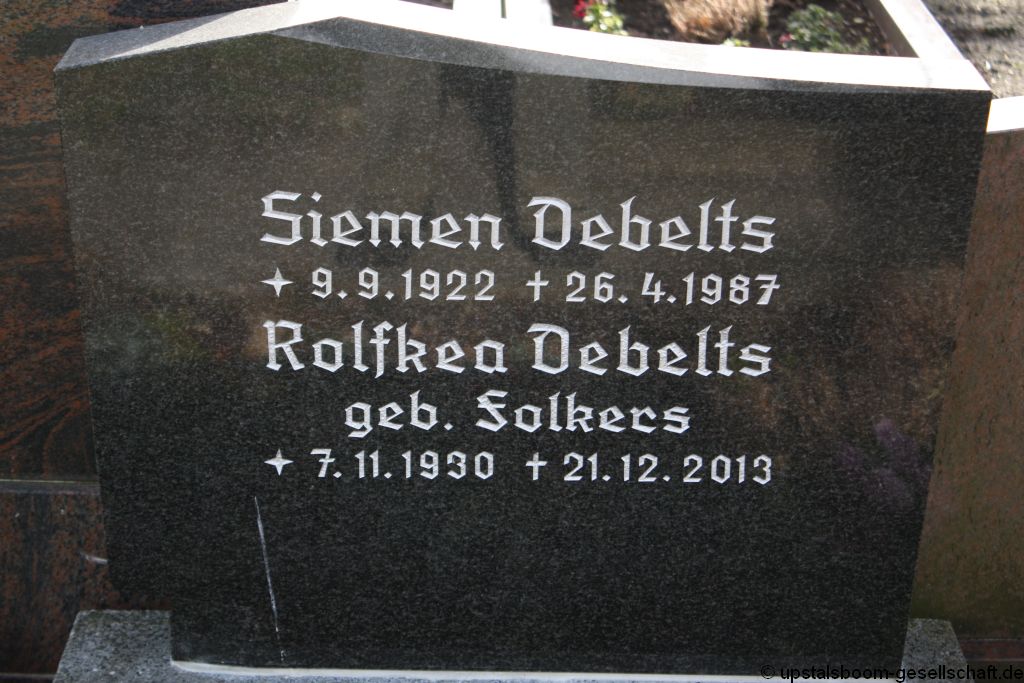 Siemen Debelts
✦ 9.9.1922 † 26.4.1987
Rolfkea Debelts
geb. Folkers
✦ 7.11.1930 † 21.12.2013
© upstalsboom-gesellschaft.de